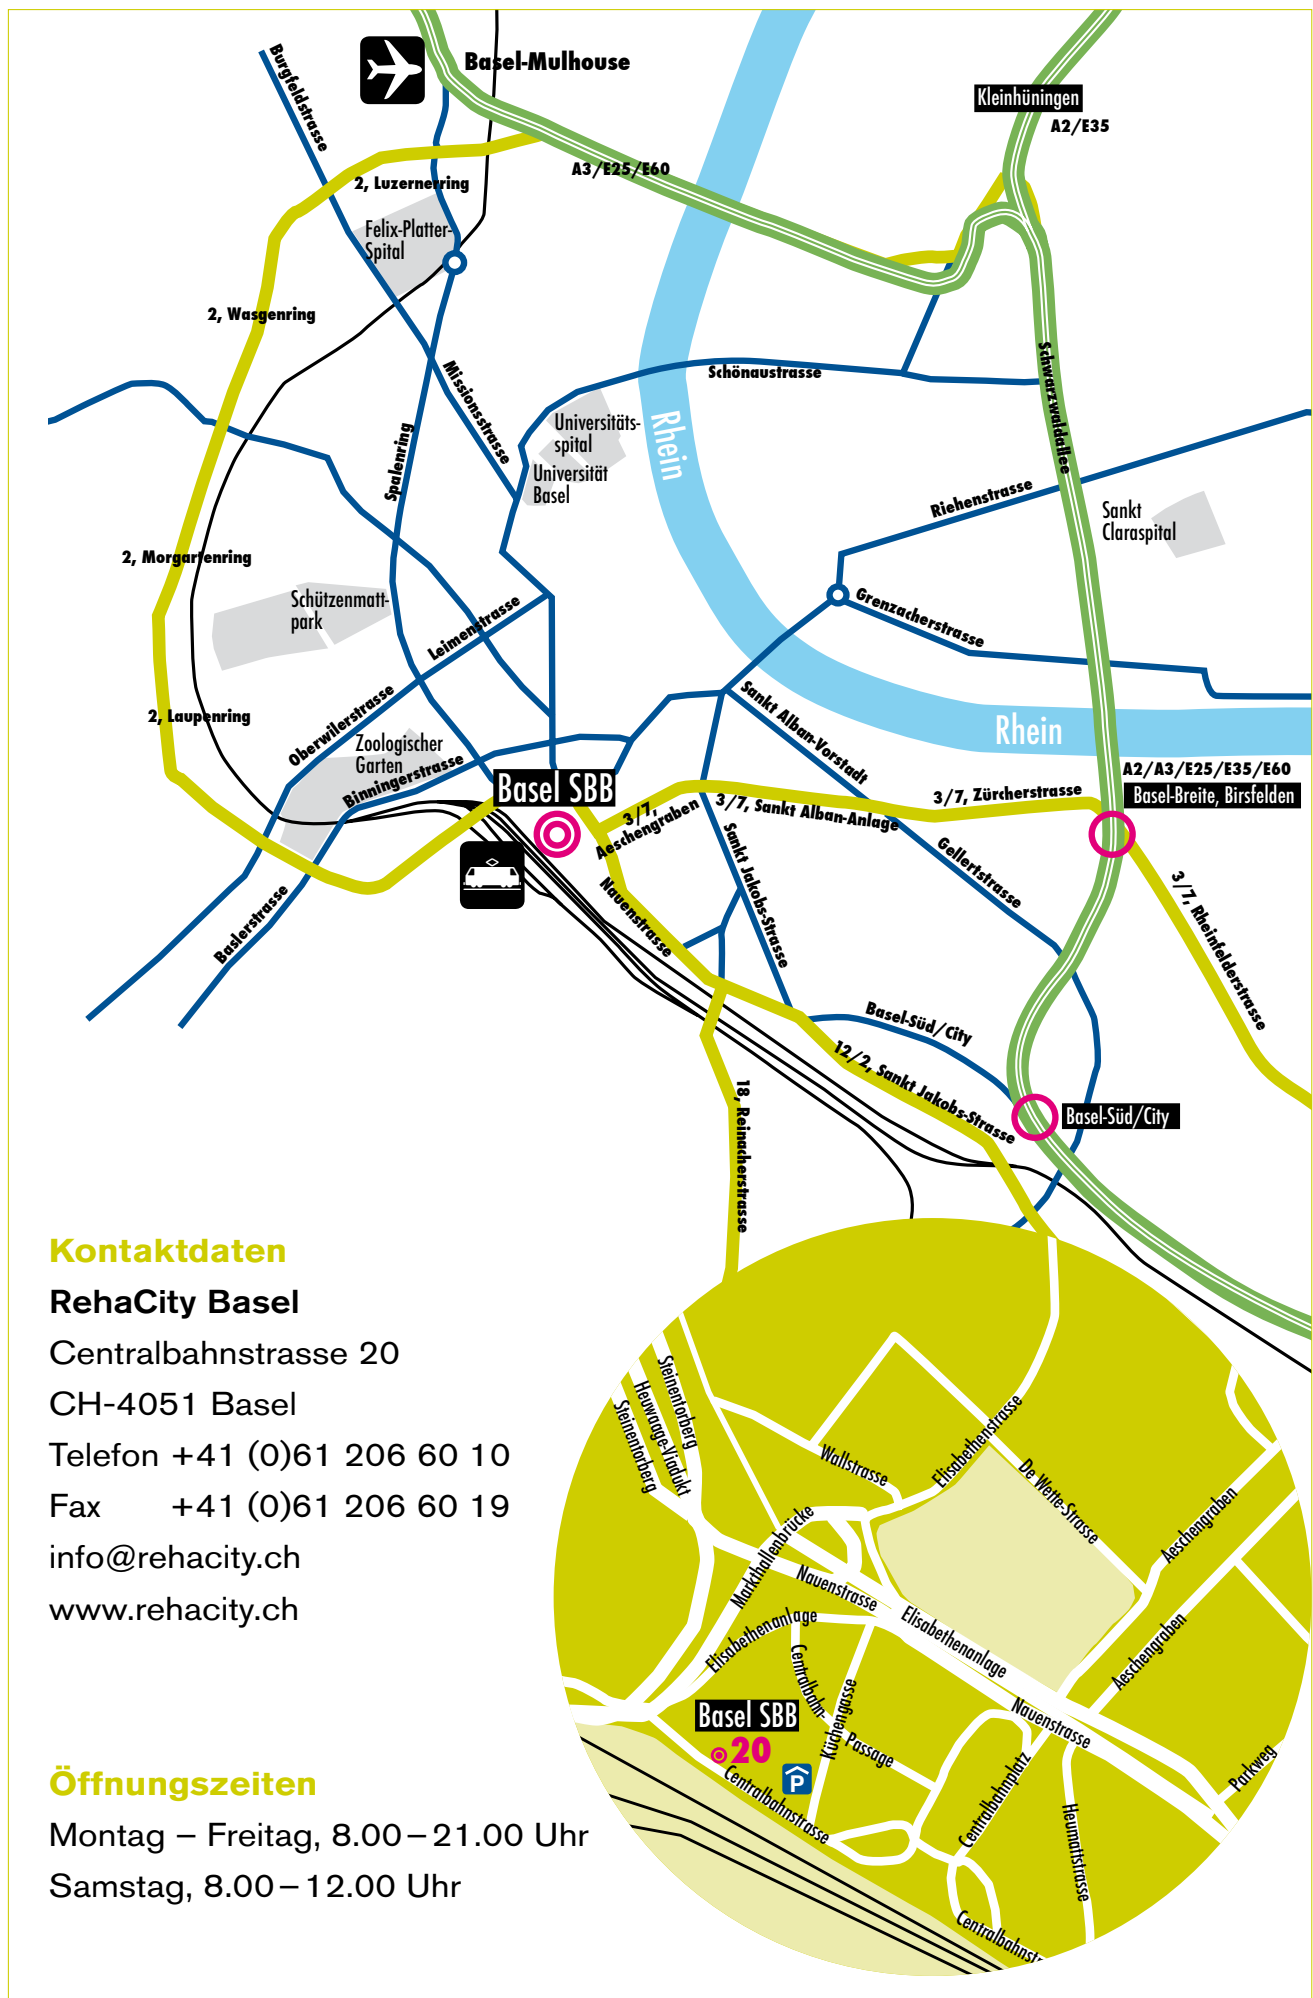 Basel-Mulhouse
Burgfeldstrasse
Kleinhüningen
A2/E35
A3/E25/E60
2, Luzernerring
Felix-Platter-
Spital
2, Wasgenring
Missionsstrasse
Schönaustrasse
Schwarzwaldallee
Universitäts-
spital
Universität
Basel
Rhein
Spalenring
Riehenstrasse
Sankt
Claraspital
2, Morgartenring
Schützenmatt-
park
Leimenstrasse
Grenzacherstrasse
2, Laupenring
Oberwilerstrasse
Zoologischer
Garten
Binningerstrasse
Sankt Alban-Vorstadt
Rhein
Basel SBB
A2/A3/E25/E35/E60
Basel-Breite, Birsfelden
3/7,
Aeschengraben
3/7, Sankt Alban-Anlage
3/7, Zürcherstrasse
Sankt Jakobs-Strasse
Gellertstrasse
3/7, Rheinfelderstrasse
Nauenstrasse
Baslerstrasse
Basel-Süd/City
12/2, Sankt Jakobs-Strasse
Basel-Süd/City
18, Reinacherstrasse
Kontaktdaten
RehaCity Basel
Centralbahnstrasse 20
CH-4051 Basel
Telefon +41 (0)61 206 60 10
Fax +41 (0)61 206 60 19
info@rehacity.ch
www.rehacity.ch
Öffnungszeiten
Montag – Freitag, 8.00 – 21.00 Uhr
Samstag, 8.00 – 12.00 Uhr
Steinentorberg
Heuwaage-Viadukt
Steinentorberg
Wallstrasse
Elisabethenstrasse
De Wette-Strasse
Aeschengraben
Markthallenbrücke
Nauenstrasse
Elisabethenanlage
Elisabethenanlage
Aeschengraben
Centralbahn-
Passage
Küchengasse
Nauenstrasse
Basel SBB
20
P
Centralbahnstrasse
Centralbahnplatz
Heumattstrasse
Parkweg
Centralbahnst